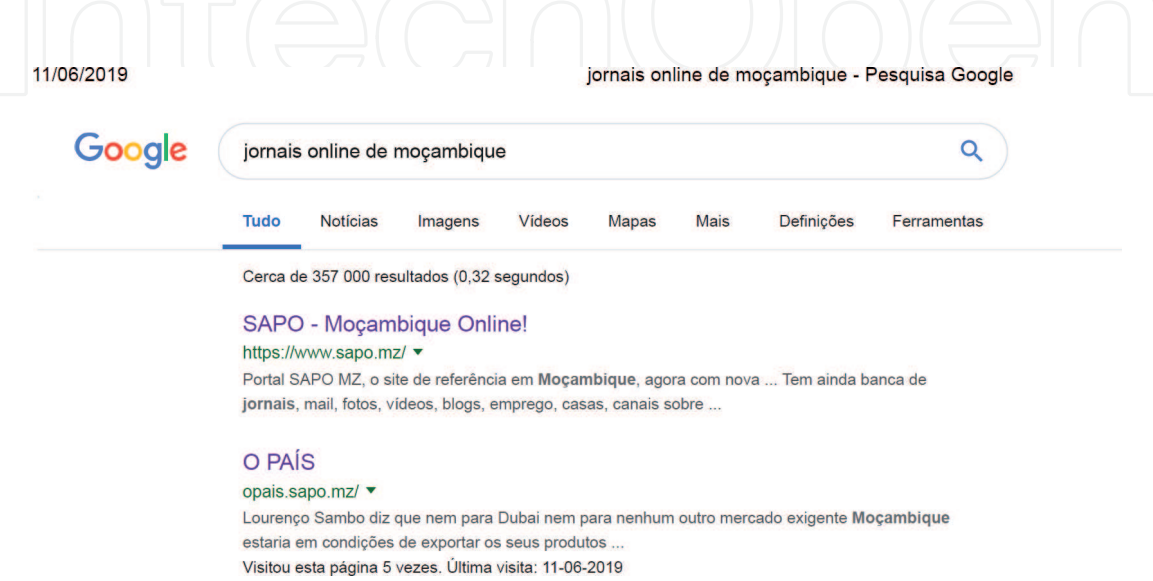 IntechOpen
11/06/2019 jornais online de moçambique - Pesquisa Google
Google jornais online de moçambique
Tudo Notícias Imagens Vídeos Mapas Mais Definições Ferramentas
Cerca de 357 000 resultados (0,32 segundos)
SAPO - Moçambique Online!
https://www.sapo.mz/
Portal SAPO MZ, o site de referência em Moçambique, agora com nova ... Tem ainda banca de
jornais, mail, fotos, vídeos, blogs, emprego, casas, canais sobre ...
O PAÍS
opais.sapo.mz/
Lourenço Sambo diz que nem para Dubai nem para nenhum outro mercado exigente Moçambique
estaria em condições de exportar os seus produtos ...
Visitou esta página 5 vezes. Última visita: 11-06-2019